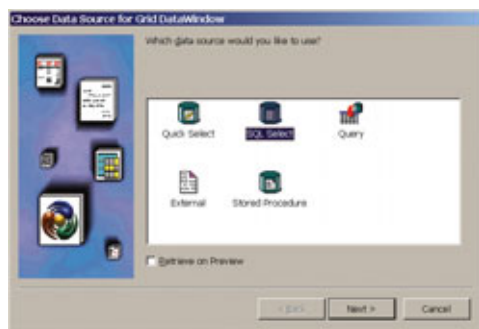 Choose Data Source for Grid DataWindow
Which data source would you like to use?
Quick Select
SQL Select
Query
External
Stored Procedure
Retrieve on Preview
< Back
Next >
Cancel